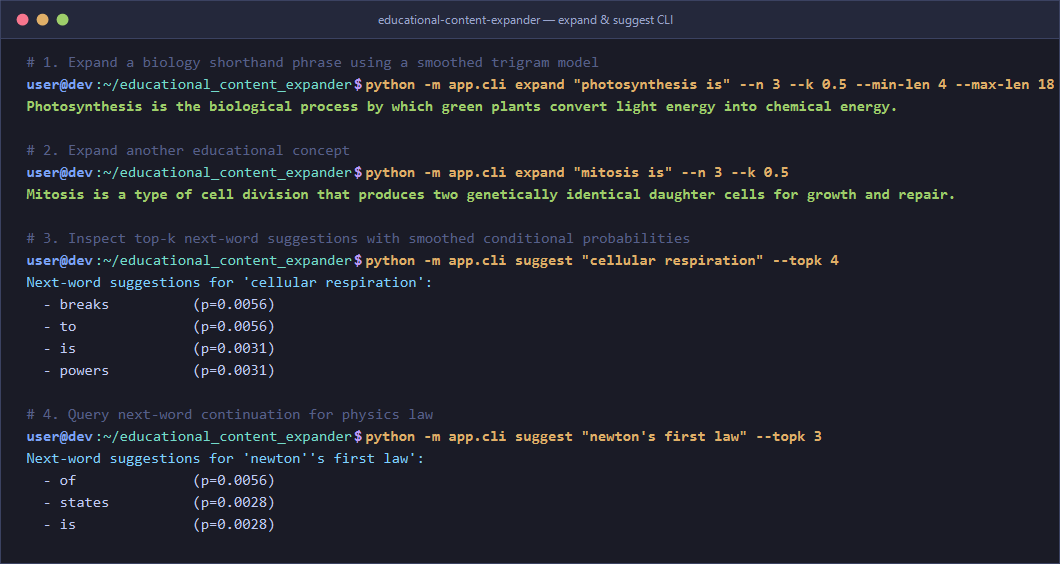 educational-content-expander — expand & suggest CLI
# 1. Expand a biology shorthand phrase using a smoothed trigram model
user@dev:~/educational_content_expander$ python -m app.cli expand "photosynthesis is" --n 3 --k 0.5 --min-len 4 --max-len 18
Photosynthesis is the biological process by which green plants convert light energy into chemical energy.
# 2. Expand another educational concept
user@dev:~/educational_content_expander$ python -m app.cli expand "mitosis is" --n 3 --k 0.5
Mitosis is a type of cell division that produces two genetically identical daughter cells for growth and repair.
# 3. Inspect top-k next-word suggestions with smoothed conditional probabilities
user@dev:~/educational_content_expander$ python -m app.cli suggest "cellular respiration" --topk 4
Next-word suggestions for 'cellular respiration':
- breaks (p=0.0056)
- to (p=0.0056)
- is (p=0.0031)
- powers (p=0.0031)
# 4. Query next-word continuation for physics law
user@dev:~/educational_content_expander$ python -m app.cli suggest "newton's first law" --topk 3
Next-word suggestions for 'newton''s first law':
- of (p=0.0056)
- states (p=0.0028)
- is (p=0.0028)